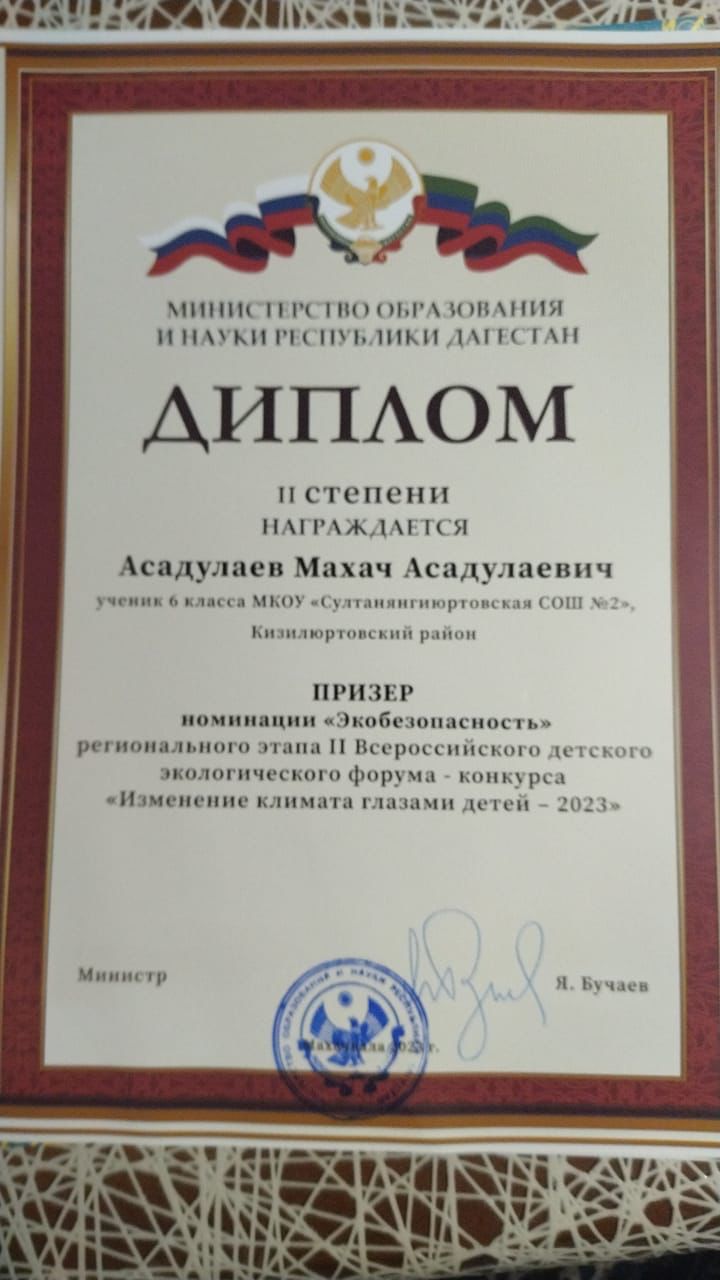 МИНИСТЕРСТВО ОБРАЗОВАНИЯ
И НАУКИ РЕСПУБЛИКИ ДАГЕСТАН
ДИПЛОМ
II СТЕПЕНИ
НАГРАЖДАЕТСЯ
Асадулаев Махач Асадулаевич
ученик 6 класса МКОУ «Султанянгиюртовская СОШ №2»,
Кизилюртовский район
ПРИЗЕР
номинации «Экобезопасность»
регионального этапа II Всероссийского детского
экологического форума - конкурса
«Изменение климата глазами детей – 2023»
Министр
Я. Бучаев
Махачкала 2023 г.